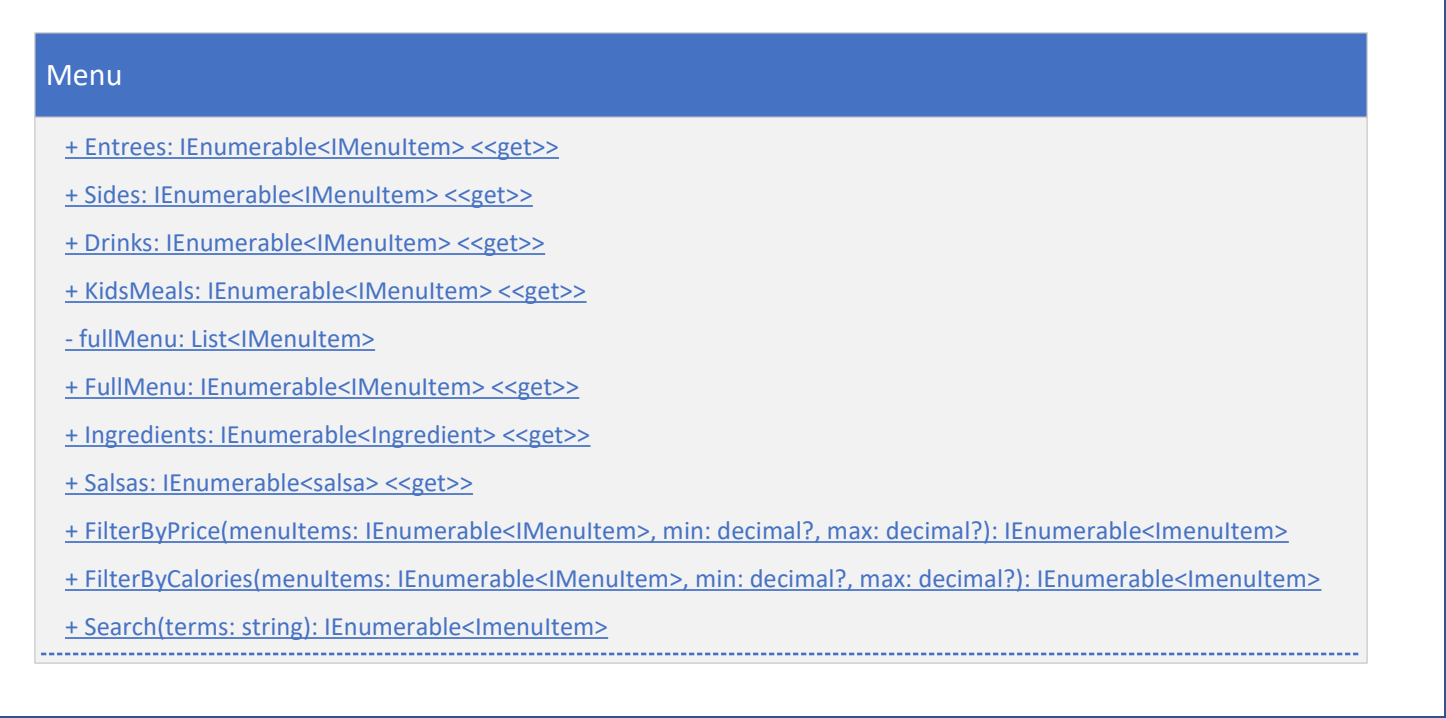 Menu
+ Entrees: IEnumerable<IMenuItem> <<get>>
+ Sides: IEnumerable<IMenuItem> <<get>>
+ Drinks: IEnumerable<IMenuItem> <<get>>
+ KidsMeals: IEnumerable<IMenuItem> <<get>>
- fullMenu: List<IMenuItem>
+ FullMenu: IEnumerable<IMenuItem> <<get>>
+ Ingredients: IEnumerable<Ingredient> <<get>>
+ Salsas: IEnumerable<salsa> <<get>>
+ FilterByPrice(menuItems: IEnumerable<IMenuItem>, min: decimal?, max: decimal?): IEnumerable<ImenuItem>
+ FilterByCalories(menuItems: IEnumerable<IMenuItem>, min: decimal?, max: decimal?): IEnumerable<ImenuItem>
+ Search(terms: string): IEnumerable<ImenuItem>